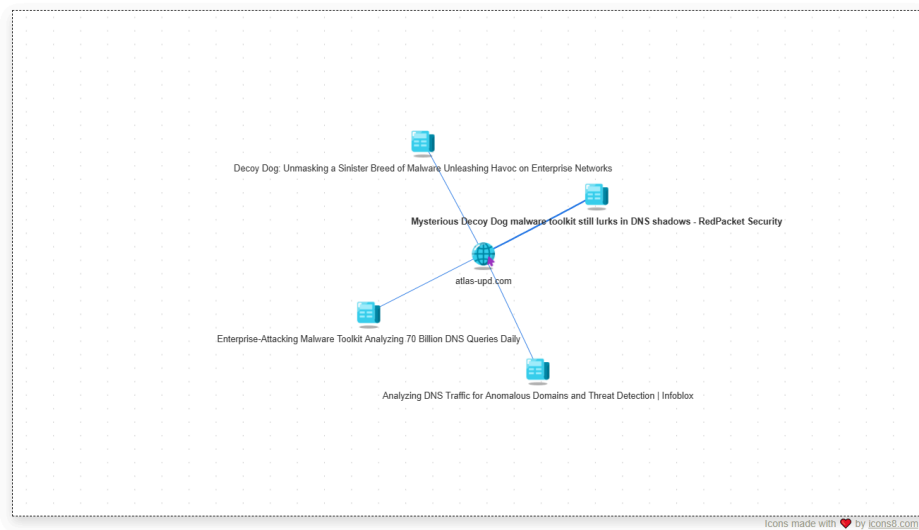 Decoy Dog: Unmasking a Sinister Breed of Malware Unleashing Havoc on Enterprise Networks
Mysterious Decoy Dog malware toolkit still lurks in DNS shadows - RedPacket Security
atlas-upd.com
Enterprise-Attacking Malware Toolkit Analyzing 70 Billion DNS Queries Daily
Analyzing DNS Traffic for Anomalous Domains and Threat Detection | Infoblox
Icons made with ❤ by icons8.com